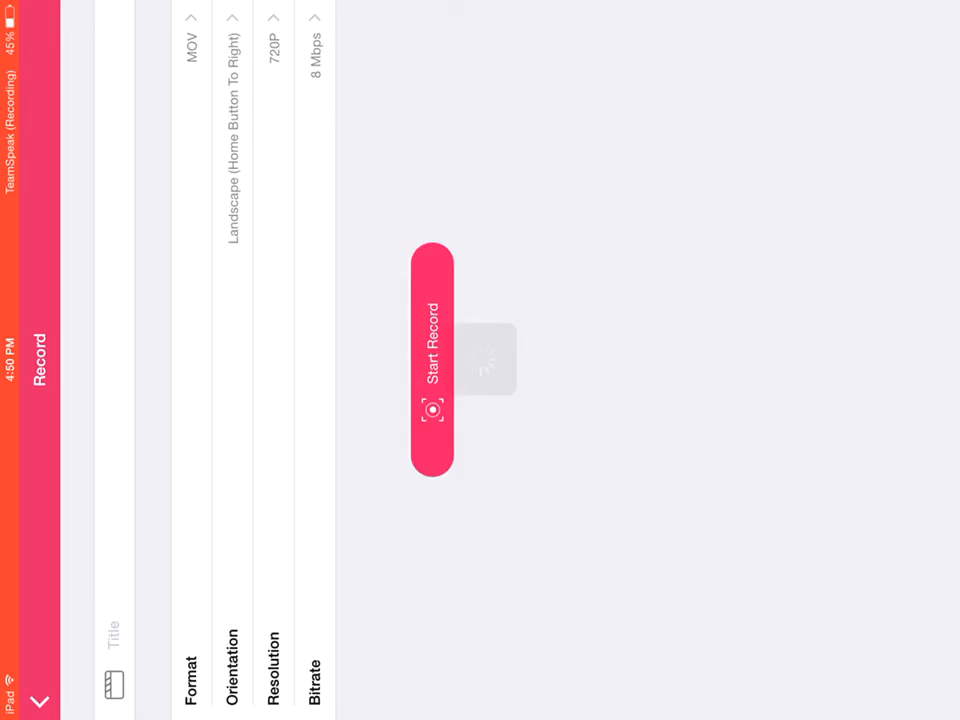 iPad 4:50 PM TeamSpeak (Recording) 45%
Record
Title
Format MOV
Orientation Landscape (Home Button To Right)
Resolution 720P
Bitrate 8 Mbps
Start Record